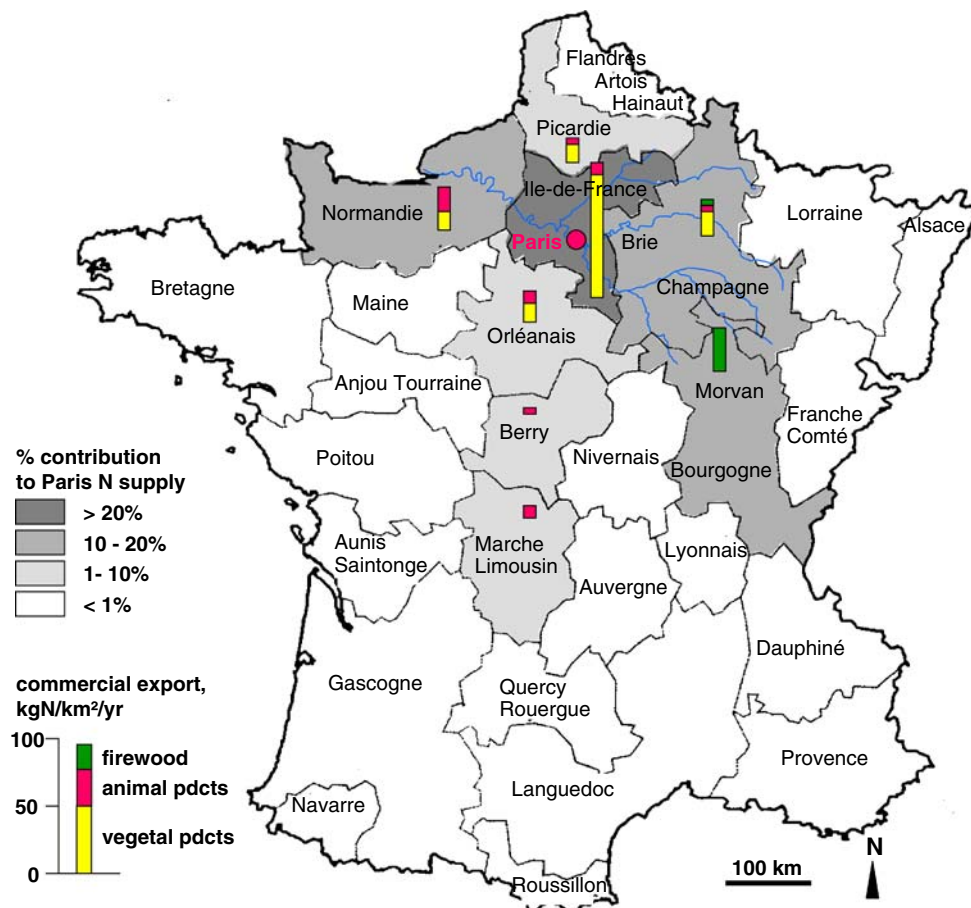 Flandres
Artois
Hainaut
Picardie
Ile-de-France
Normandie
Lorraine
Alsace
Paris
Brie
Bretagne
Maine
Champagne
Orléanais
Anjou Tourraine
Morvan
Franche
Comté
Berry
Poitou
Nivernais
Bourgogne
% contribution
to Paris N supply
> 20%
10 - 20%
1- 10%
< 1%
Aunis
Saintonge
Marche
Limousin
Lyonnais
Auvergne
Dauphiné
Gascogne
Quercy
Rouergue
Provence
Languedoc
Navarre
Roussillon
commercial export,
kgN/km²/yr
100
50
0
firewood
animal pdcts
vegetal pdcts
100 km
N